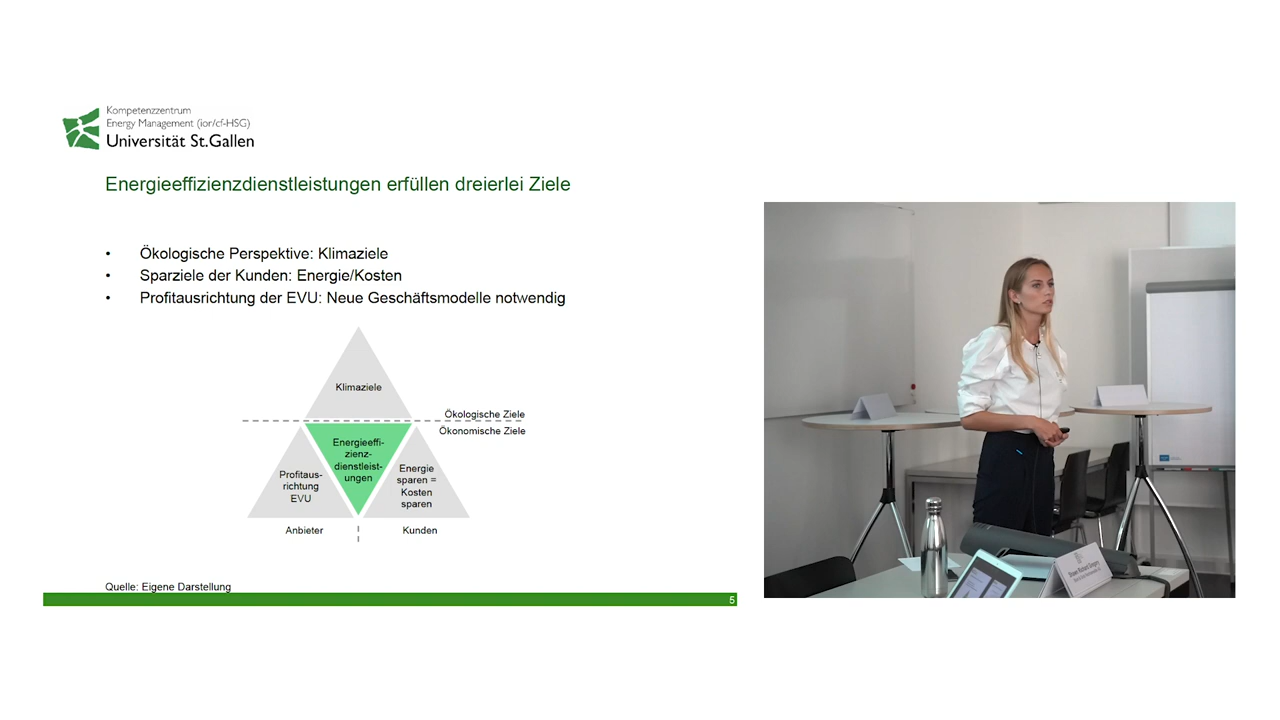 Kompetenzzentrum
Energy Management (ior/cf-HSG)
Universität St.Gallen
Energieeffizienzdienstleistungen erfüllen dreierlei Ziele
• Ökologische Perspektive: Klimaziele
• Sparziele der Kunden: Energie/Kosten
• Profitausrichtung der EVU: Neue Geschäftsmodelle notwendig
Klimaziele
Ökologische Ziele
Ökonomische Ziele
Energieeffi-
zienz-
dienstleist-
ungen
Profitaus-
richtung
EVU
Energie
sparen =
Kosten
sparen
Anbieter
Kunden
Quelle: Eigene Darstellung
5